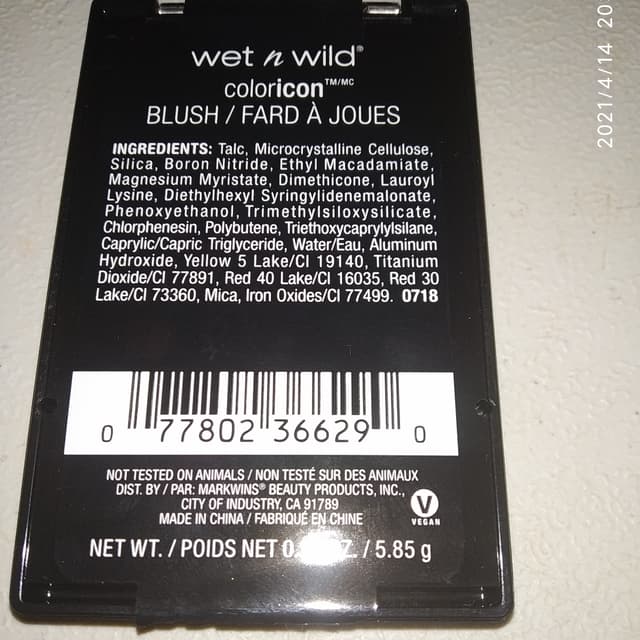 wet n wild®
coloricon™/MC
BLUSH / FARD À JOUES
INGREDIENTS: Talc, Microcrystalline Cellulose,
Silica, Boron Nitride, Ethyl Macadamiate,
Magnesium Myristate, Dimethicone, Lauroyl
Lysine, Diethylhexyl Syringylidenemalonate,
Phenoxyethanol, Trimethylsiloxysilicate,
Chlorphenesin, Polybutene, Triethoxycaprylylsilane,
Caprylic/Capric Triglyceride, Water/Eau, Aluminum
Hydroxide, Yellow 5 Lake/CI 19140, Titanium
Dioxide/CI 77891, Red 40 Lake/CI 16035, Red 30
Lake/CI 73360, Mica, Iron Oxides/CI 77499. 0718
0 77802 36629 0
NOT TESTED ON ANIMALS / NON TESTÉ SUR DES ANIMAUX
DIST. BY / PAR: MARKWINS® BEAUTY PRODUCTS, INC.,
CITY OF INDUSTRY, CA 91789
MADE IN CHINA / FABRIQUÉ EN CHINE
V
VEGAN
NET WT. / POIDS NET / 5.85 g
2021/4/14 20